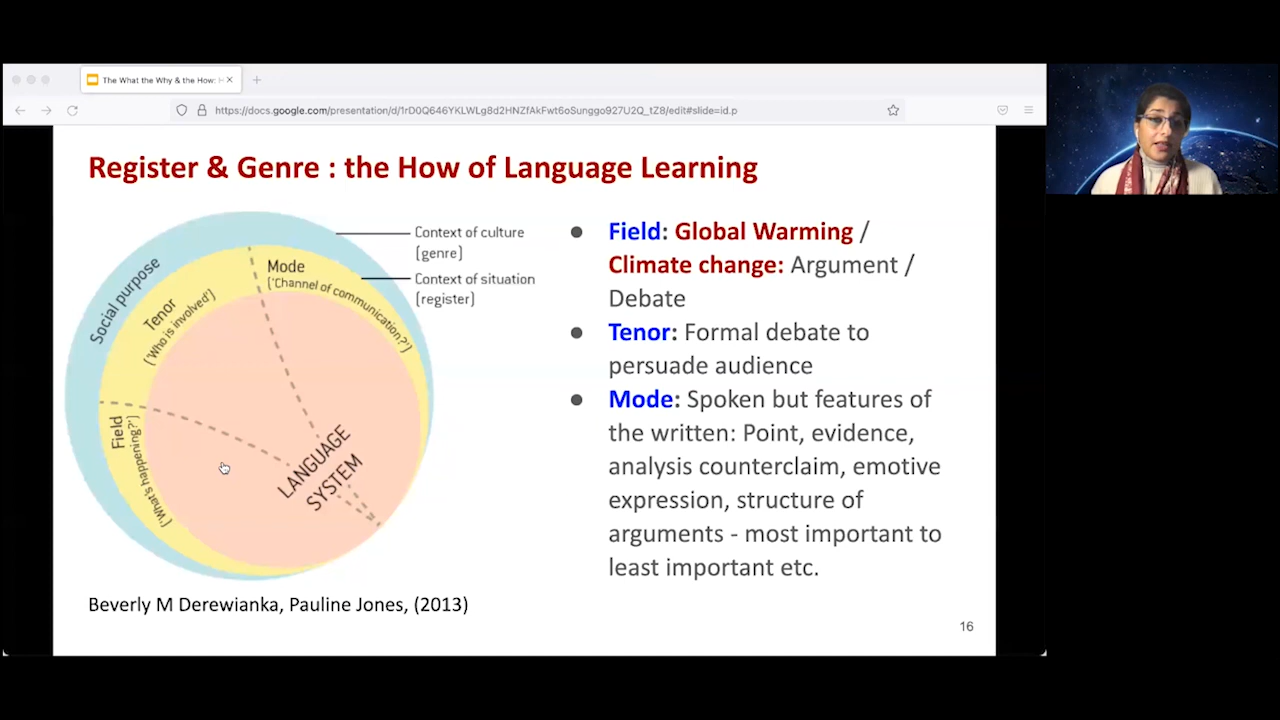 The What the Why & the How: H
https://docs.google.com/presentation/d/1rD0Q646YKLWLg8d2HNZfAkFwt6oSunggo927U2Q_tZ8/edit#slide=id.p
Register & Genre : the How of Language Learning
Context of culture
(genre)
Context of situation
(register)
Social purpose
Tenor
('Who is involved')
Mode
('Channel of communication?')
Field
('What's happening?')
LANGUAGE
SYSTEM
Beverly M Derewianka, Pauline Jones, (2013)
● Field: Global Warming /
Climate change: Argument /
Debate
● Tenor: Formal debate to
persuade audience
● Mode: Spoken but features of
the written: Point, evidence,
analysis counterclaim, emotive
expression, structure of
arguments - most important to
least important etc.
16